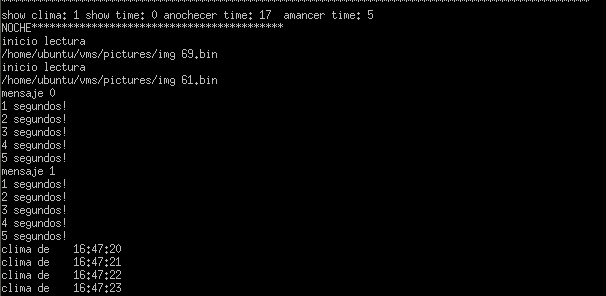 show clima: 1 show time: 0 anochecer time: 17  amancer time: 5
NOCHE******************************************
inicio lectura
/home/ubuntu/vms/pictures/img 69.bin
inicio lectura
/home/ubuntu/vms/pictures/img 61.bin
mensaje 0
1 segundos!
2 segundos!
3 segundos!
4 segundos!
5 segundos!
mensaje 1
1 segundos!
2 segundos!
3 segundos!
4 segundos!
5 segundos!
clima de    16:47:20
clima de    16:47:21
clima de    16:47:22
clima de    16:47:23